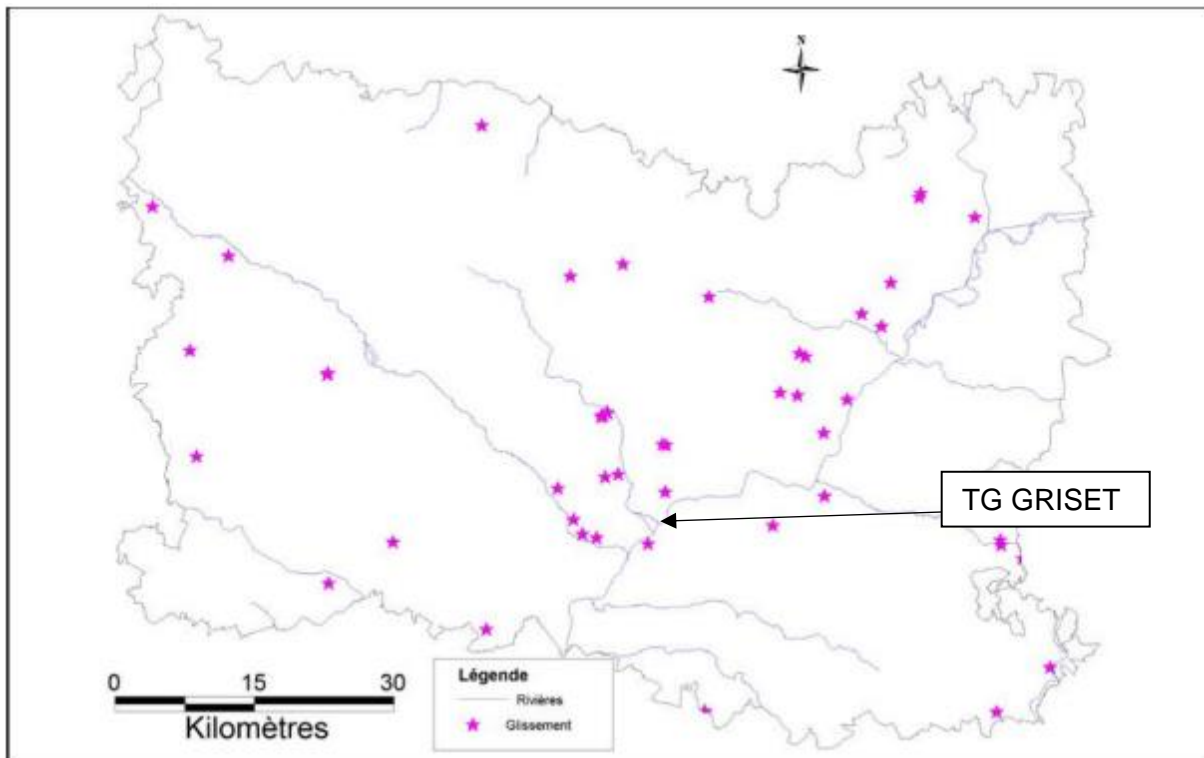 N
TG GRISET
0 15 30
Kilomètres
Légende
Rivières
Glissement